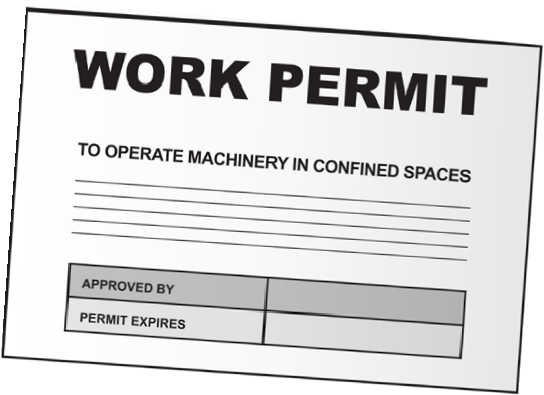 WORK PERMIT
TO OPERATE MACHINERY IN CONFINED SPACES
APPROVED BY
PERMIT EXPIRES